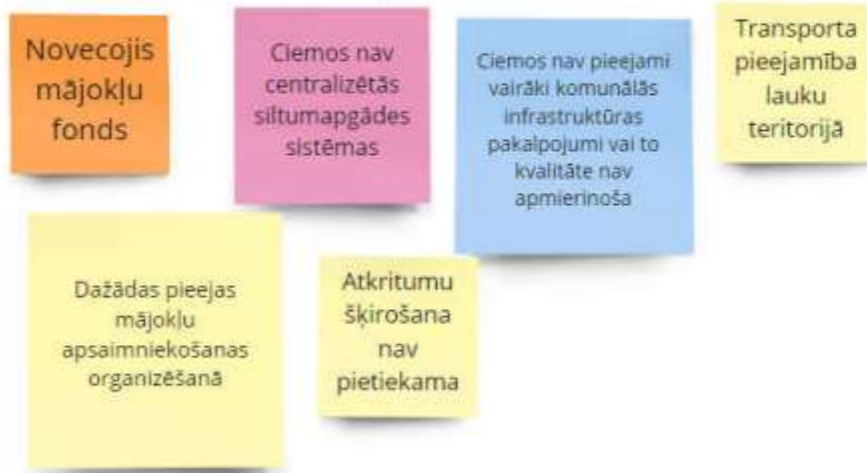 Novecojis
mājokļu
fonds
Ciemos nav
centralizētās
siltumapgādes
sistēmas
Ciemos nav pieejami
vairāki komunālās
infrastruktūras
pakalpojumi vai to
kvalitāte nav
apmierinoša
Transporta
pieejamība
lauku
teritorijā
Dažādas pieejas
mājokļu
apsaimniekošanas
organizēšanā
Atkritumu
šķirošana
nav
pietiekama